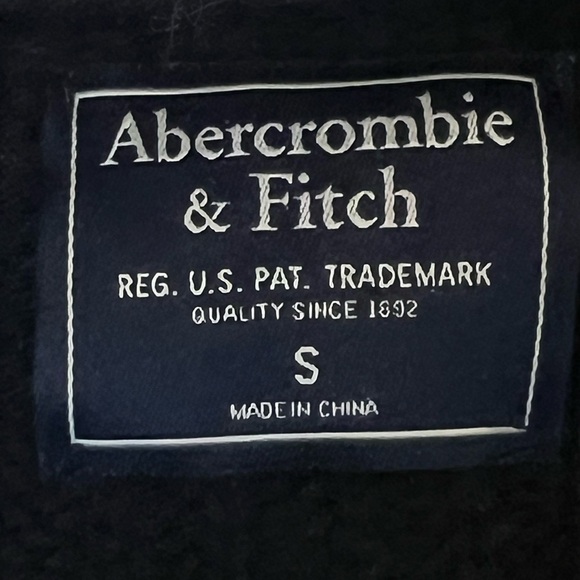 Abercrombie
& Fitch
REG. U.S. PAT. TRADEMARK
QUALITY SINCE 1892
S
MADE IN CHINA